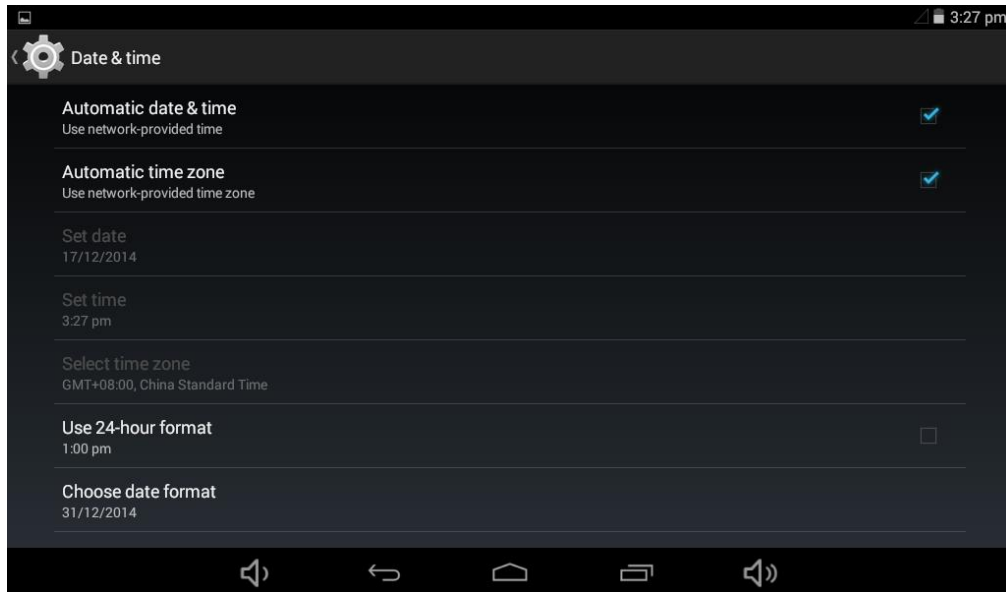 3:27 pm
Date & time
Automatic date & time
Use network-provided time
Automatic time zone
Use network-provided time zone
Set date
17/12/2014
Set time
3:27 pm
Select time zone
GMT+08:00, China Standard Time
Use 24-hour format
1:00 pm
Choose date format
31/12/2014